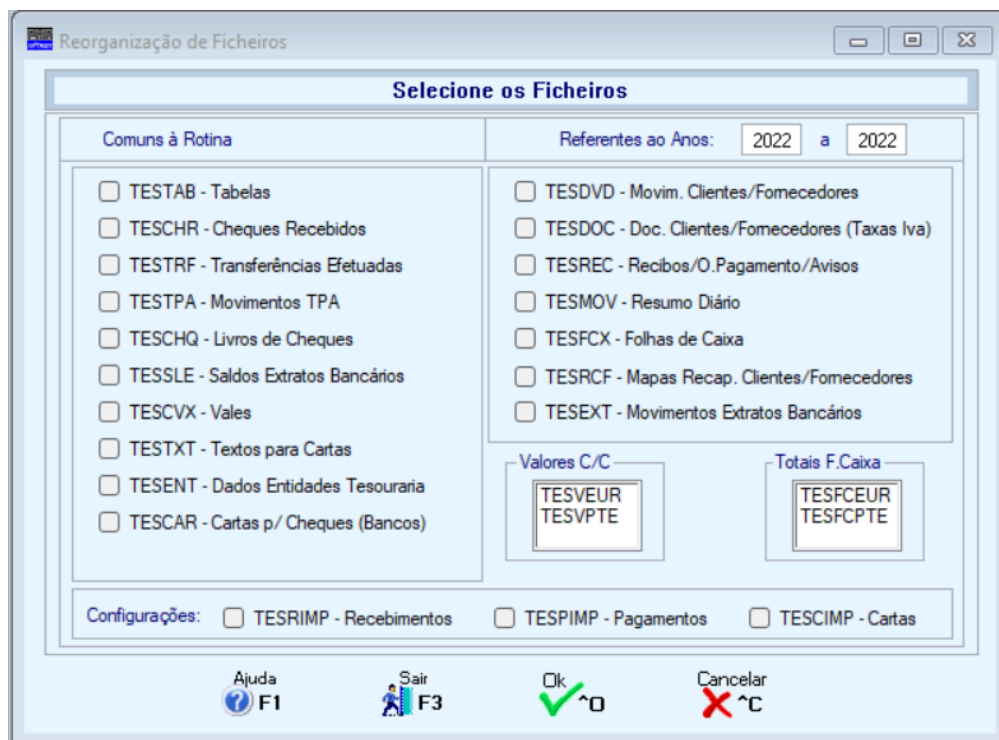 Reorganização de Ficheiros
Selecione os Ficheiros
Comuns à Rotina
Referentes ao Anos: 2022 a 2022
TESTAB - Tabelas
TESCHR - Cheques Recebidos
TESTRF - Transferências Efetuadas
TESTPA - Movimentos TPA
TESCHQ - Livros de Cheques
TESSLE - Saldos Extratos Bancários
TESCVX - Vales
TESTXT - Textos para Cartas
TESENT - Dados Entidades Tesouraria
TESCAR - Cartas p/ Cheques (Bancos)
TESDVD - Movim. Clientes/Fornecedores
TESDOC - Doc. Clientes/Fornecedores (Taxas Iva)
TESREC - Recibos/O.Pagamento/Avisos
TESMOV - Resumo Diário
TESFCX - Folhas de Caixa
TESRCF - Mapas Recap. Clientes/Fornecedores
TESEXT - Movimentos Extratos Bancários
Valores C/C
TESVEUR
TESVPTE
Totais F.Caixa
TESFCEUR
TESFCPTE
Configurações: TESRIMP - Recebimentos TESPIMP - Pagamentos TESCIMP - Cartas
Ajuda
F1
Sair
F3
Ok
^O
Cancelar
^C